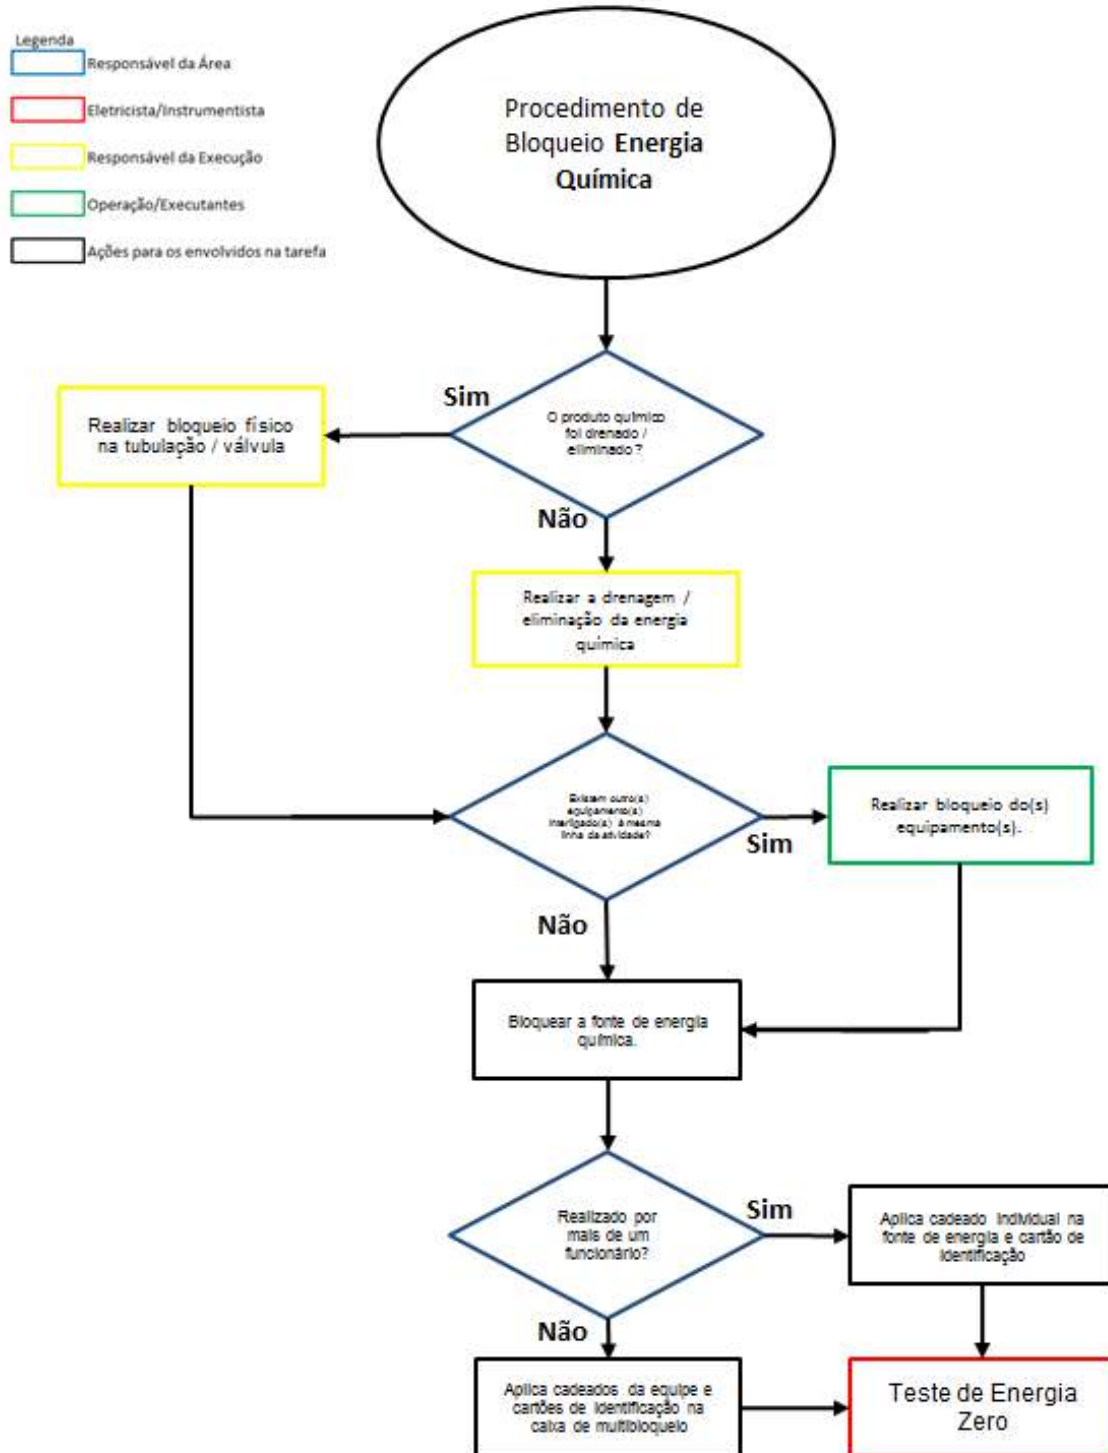 Legenda
Responsável da Área
Eletricista/Instrumentista
Responsável da Execução
Operação/Executantes
Ações para os envolvidos na tarefa
Procedimento de
Bloqueio Energia
Química
Sim
O produto químico
foi drenado /
eliminado ?
Realizar bloqueio físico
na tubulação / válvula
Não
Realizar a drenagem /
eliminação da energia
química
Existem outro(s)
equipamento(s)
interligado(s) à mesma
linha da atividade?
Sim
Realizar bloqueio do(s)
equipamento(s).
Não
Bloquear a fonte de energia
química.
Realizado por
mais de um
funcionário?
Sim
Aplica cadeado individual na
fonte de energia e cartão de
identificação
Não
Aplica cadeados da equipe e
cartões de identificação na
caixa de multibloqueio
Teste de Energia
Zero